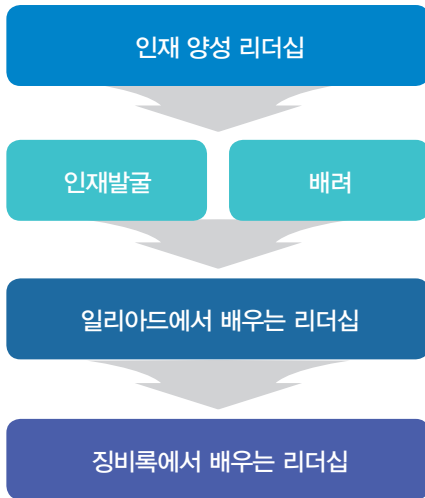 인재 양성 리더십
인재발굴
배려
일리아드에서 배우는 리더십
징비록에서 배우는 리더십